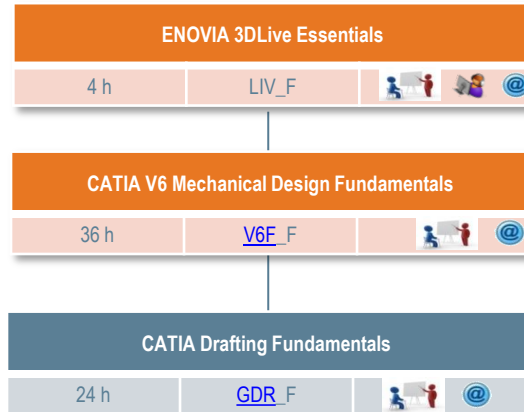 ENOVIA 3DLive Essentials
4 h LIV_F @
CATIA V6 Mechanical Design Fundamentals
36 h V6F_F @
CATIA Drafting Fundamentals
24 h GDR_F @